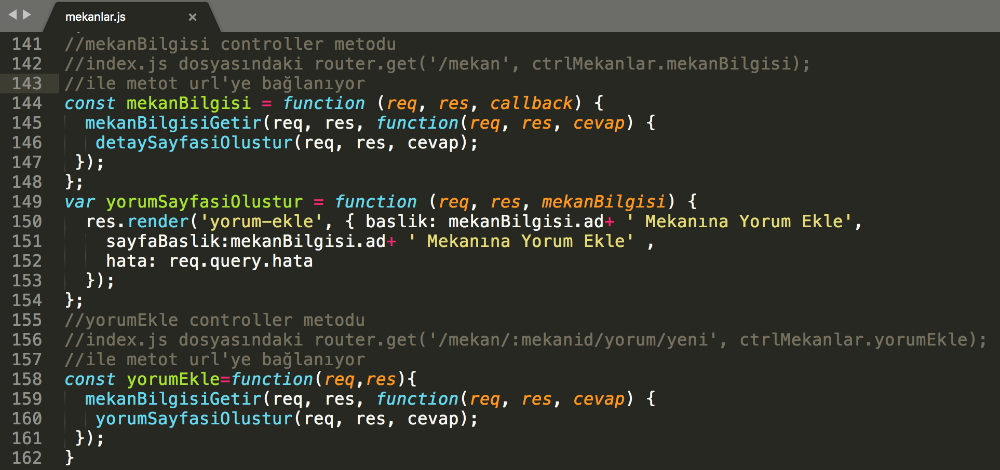 mekanlar.js ×
141 //mekanBilgisi controller metodu
142 //index.js dosyasındaki router.get('/mekan', ctrlMekanlar.mekanBilgisi);
143 //ile metot url'ye bağlanıyor
144 const mekanBilgisi = function (req, res, callback) {
145   mekanBilgisiGetir(req, res, function(req, res, cevap) {
146    detaySayfasiOlustur(req, res, cevap);
147  });
148 };
149 var yorumSayfasiOlustur = function (req, res, mekanBilgisi) {
150   res.render('yorum-ekle', { baslik: mekanBilgisi.ad+ ' Mekanına Yorum Ekle',
151     sayfaBaslik:mekanBilgisi.ad+ ' Mekanına Yorum Ekle' ,
152     hata: req.query.hata
153   });
154 };
155 //yorumEkle controller metodu
156 //index.js dosyasındaki router.get('/mekan/:mekanid/yorum/yeni', ctrlMekanlar.yorumEkle);
157 //ile metot url'ye bağlanıyor
158 const yorumEkle=function(req,res){
159   mekanBilgisiGetir(req, res, function(req, res, cevap) {
160    yorumSayfasiOlustur(req, res, cevap);
161  });
162 }